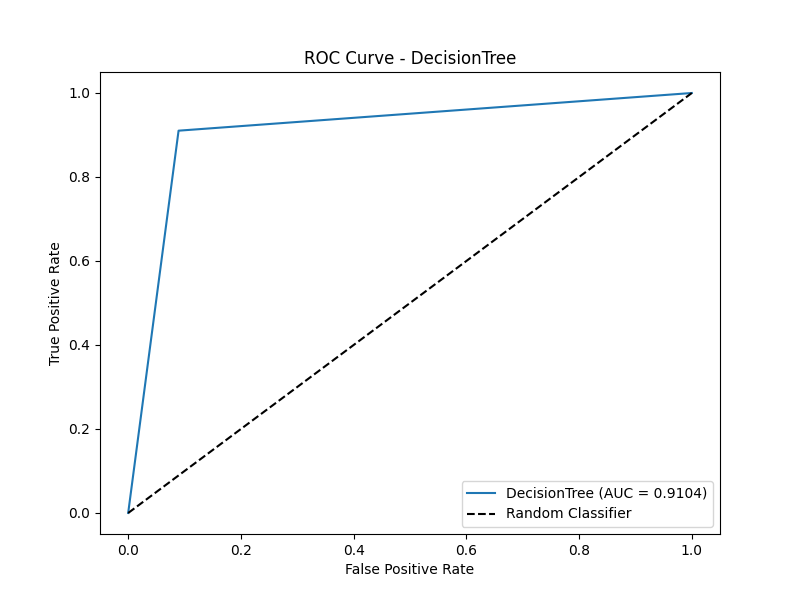 ROC Curve - DecisionTree
1.0
0.8
0.6
0.4
0.2
0.0
True Positive Rate
DecisionTree (AUC = 0.9104)
Random Classifier
0.0 0.2 0.4 0.6 0.8 1.0
False Positive Rate